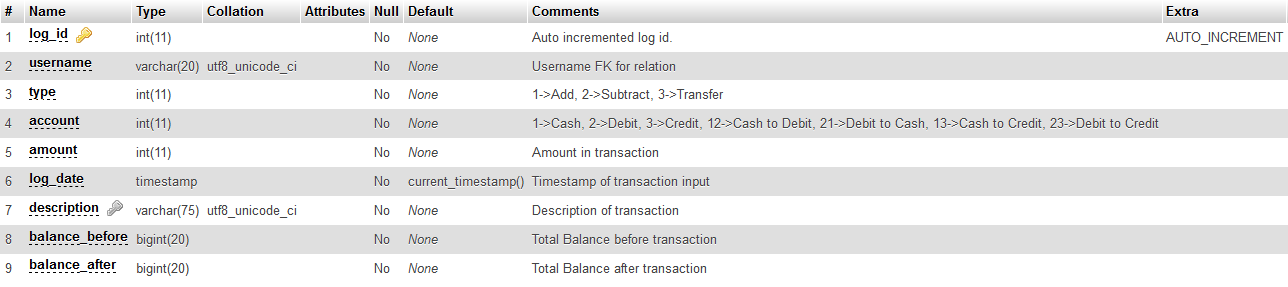 # Name Type Collation Attributes Null Default Comments Extra
1 log_id int(11) No None Auto incremented log id. AUTO_INCREMENT
2 username varchar(20) utf8_unicode_ci No None Username FK for relation
3 type int(11) No None 1->Add, 2->Subtract, 3->Transfer
4 account int(11) No None 1->Cash, 2->Debit, 3->Credit, 12->Cash to Debit, 21->Debit to Cash, 13->Cash to Credit, 23->Debit to Credit
5 amount int(11) No None Amount in transaction
6 log_date timestamp No current_timestamp() Timestamp of transaction input
7 description varchar(75) utf8_unicode_ci No None Description of transaction
8 balance_before bigint(20) No None Total Balance before transaction
9 balance_after bigint(20) No None Total Balance after transaction